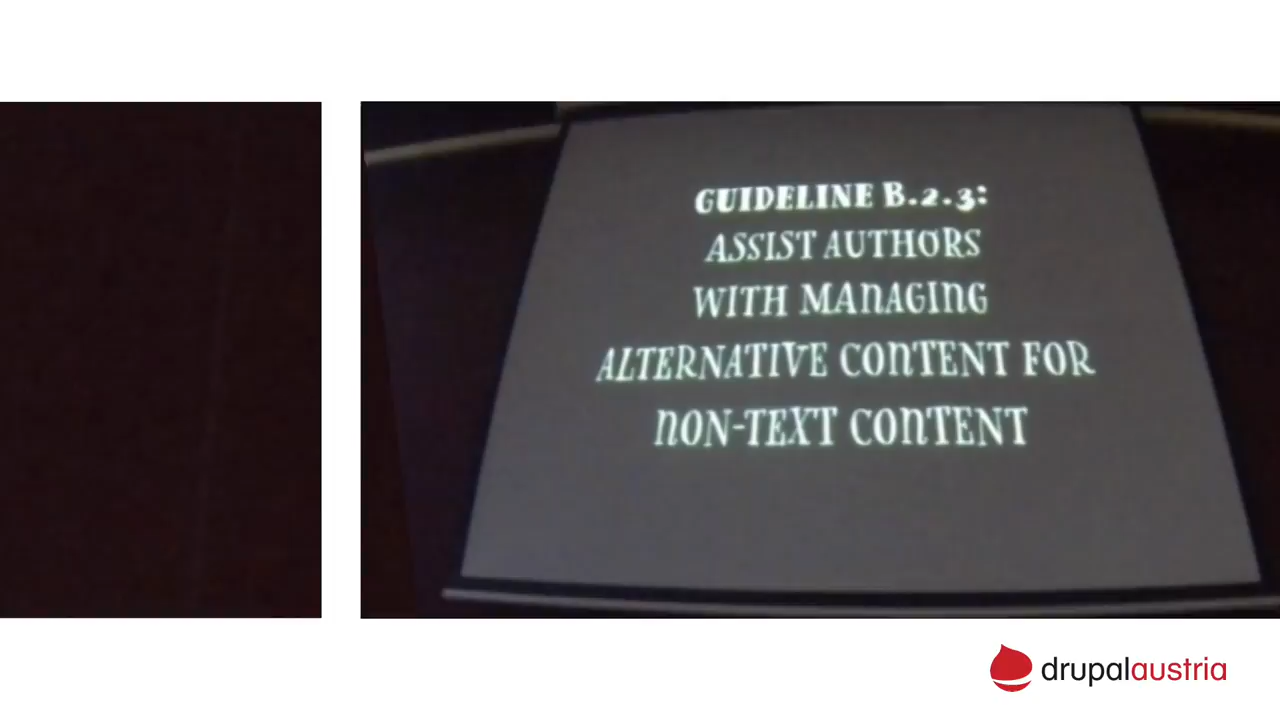 GUIDELINE B.2.3:
ASSIST AUTHORS
WITH MANAGING
ALTERNATIVE CONTENT FOR
NON-TEXT CONTENT
drupalaustria